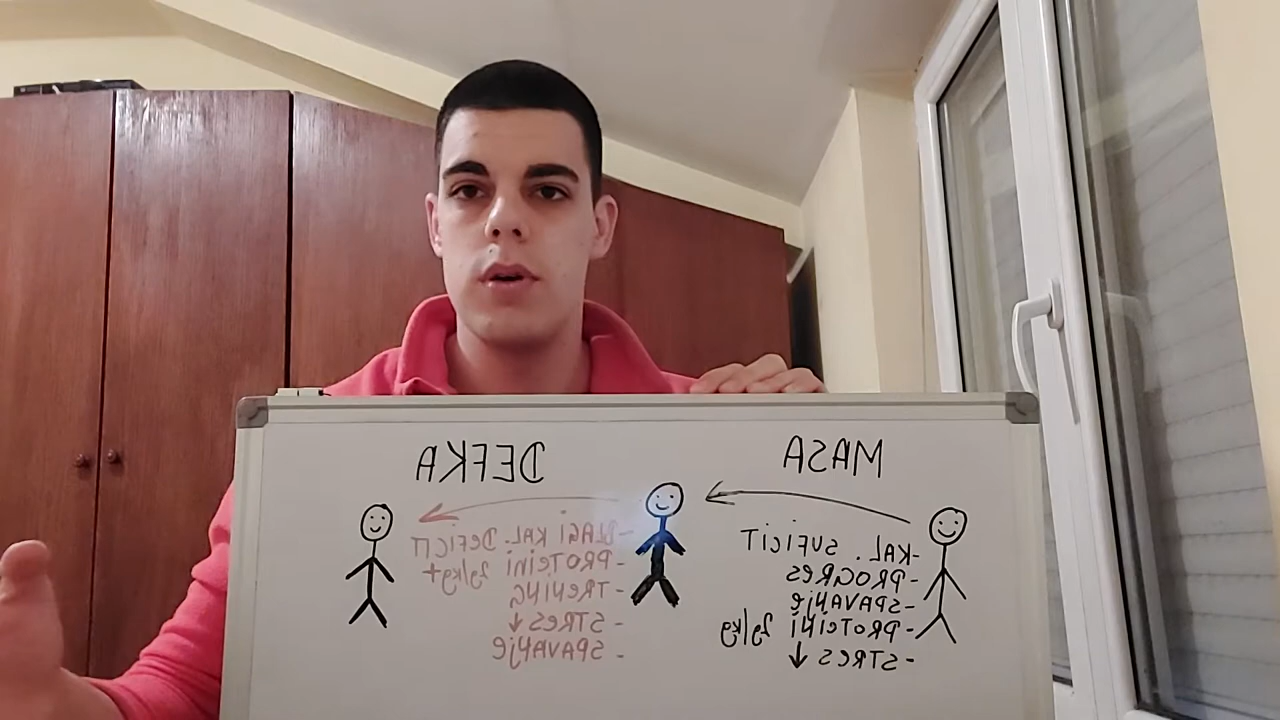 MASA
-KAL. SUFICIT
-PROGRES
-SPAVANJE
-PROTEINI 2g/kg
-STRES ↓
DEFKA
-BLAGI KAL. DEFICIT
-PROTEINI 2g/kg+
-TRENING
-STRES ↓
-SPAVANJE